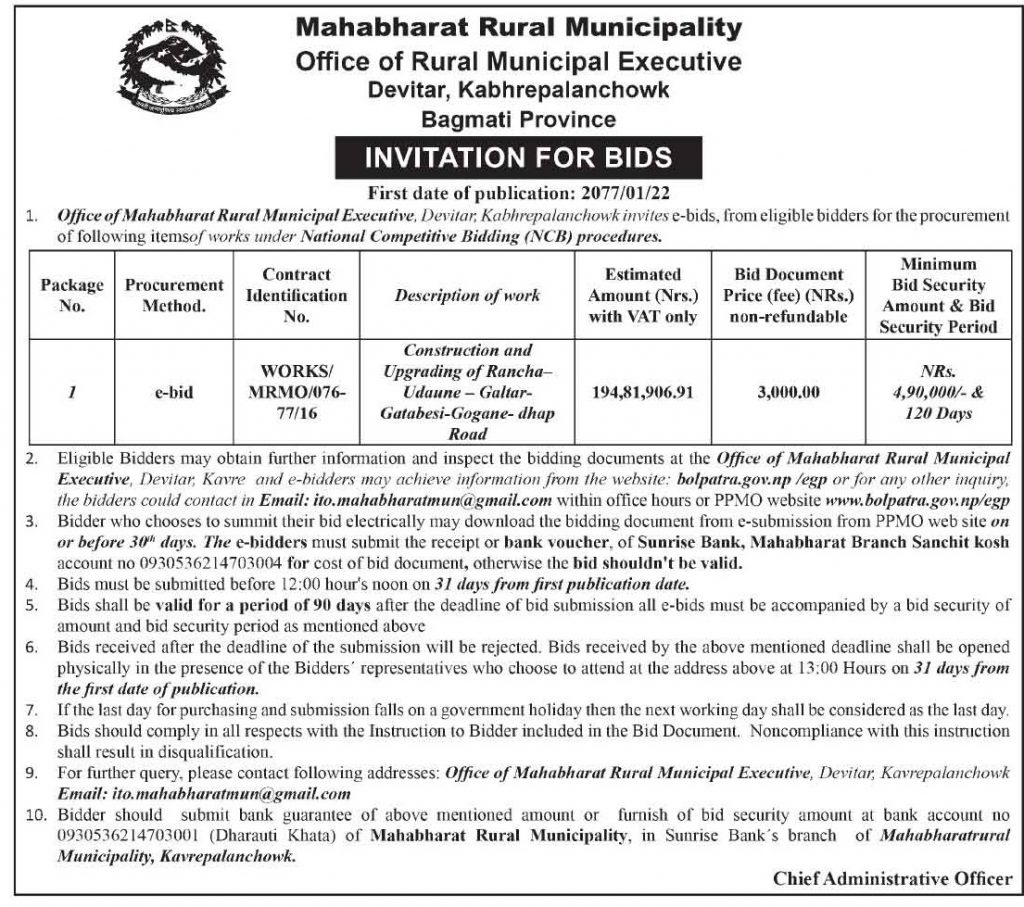 Mahabharat Rural Municipality
Office of Rural Municipal Executive
Devitar, Kabhrepalanchowk
Bagmati Province
INVITATION FOR BIDS
First date of publication: 2077/01/22
1. Office of Mahabharat Rural Municipal Executive, Devitar, Kabhrepalanchowk invites e-bids, from eligible bidders for the procurement
of following itemsof works under National Competitive Bidding (NCB) procedures.
Package No. Procurement Method. Contract Identification No. Description of work Estimated Amount (Nrs.) with VAT only Bid Document Price (fee) (NRs.) non-refundable Minimum Bid Security Amount & Bid Security Period
1 e-bid WORKS/ MRMO/076-77/16 Construction and Upgrading of Rancha– Udaune – Galtar- Gatabesi-Gogane- dhap Road 194,81,906.91 3,000.00 NRs. 4,90,000/- & 120 Days
2. Eligible Bidders may obtain further information and inspect the bidding documents at the Office of Mahabharat Rural Municipal
Executive, Devitar, Kavre and e-bidders may achieve information from the website: bolpatra.gov.np /egp or for any other inquiry,
the bidders could contact in Email: ito.mahabharatmun@gmail.com within office hours or PPMO website www.bolpatra.gov.np/egp
3. Bidder who chooses to summit their bid electrically may download the bidding document from e-submission from PPMO web site on
or before 30th days. The e-bidders must submit the receipt or bank voucher, of Sunrise Bank, Mahabharat Branch Sanchit kosh
account no 0930536214703004 for cost of bid document, otherwise the bid shouldn't be valid.
4. Bids must be submitted before 12:00 hour's noon on 31 days from first publication date.
5. Bids shall be valid for a period of 90 days after the deadline of bid submission all e-bids must be accompanied by a bid security of
amount and bid security period as mentioned above
6. Bids received after the deadline of the submission will be rejected. Bids received by the above mentioned deadline shall be opened
physically in the presence of the Bidders´ representatives who choose to attend at the address above at 13:00 Hours on 31 days from
the first date of publication.
7. If the last day for purchasing and submission falls on a government holiday then the next working day shall be considered as the last day.
8. Bids should comply in all respects with the Instruction to Bidder included in the Bid Document. Noncompliance with this instruction
shall result in disqualification.
9. For further query, please contact following addresses: Office of Mahabharat Rural Municipal Executive, Devitar, Kavrepalanchowk
Email: ito.mahabharatmun@gmail.com
10. Bidder should submit bank guarantee of above mentioned amount or furnish of bid security amount at bank account no
0930536214703001 (Dharauti Khata) of Mahabharat Rural Municipality, in Sunrise Bank´s branch of Mahabharatrural
Municipality, Kavrepalanchowk.
Chief Administrative Officer